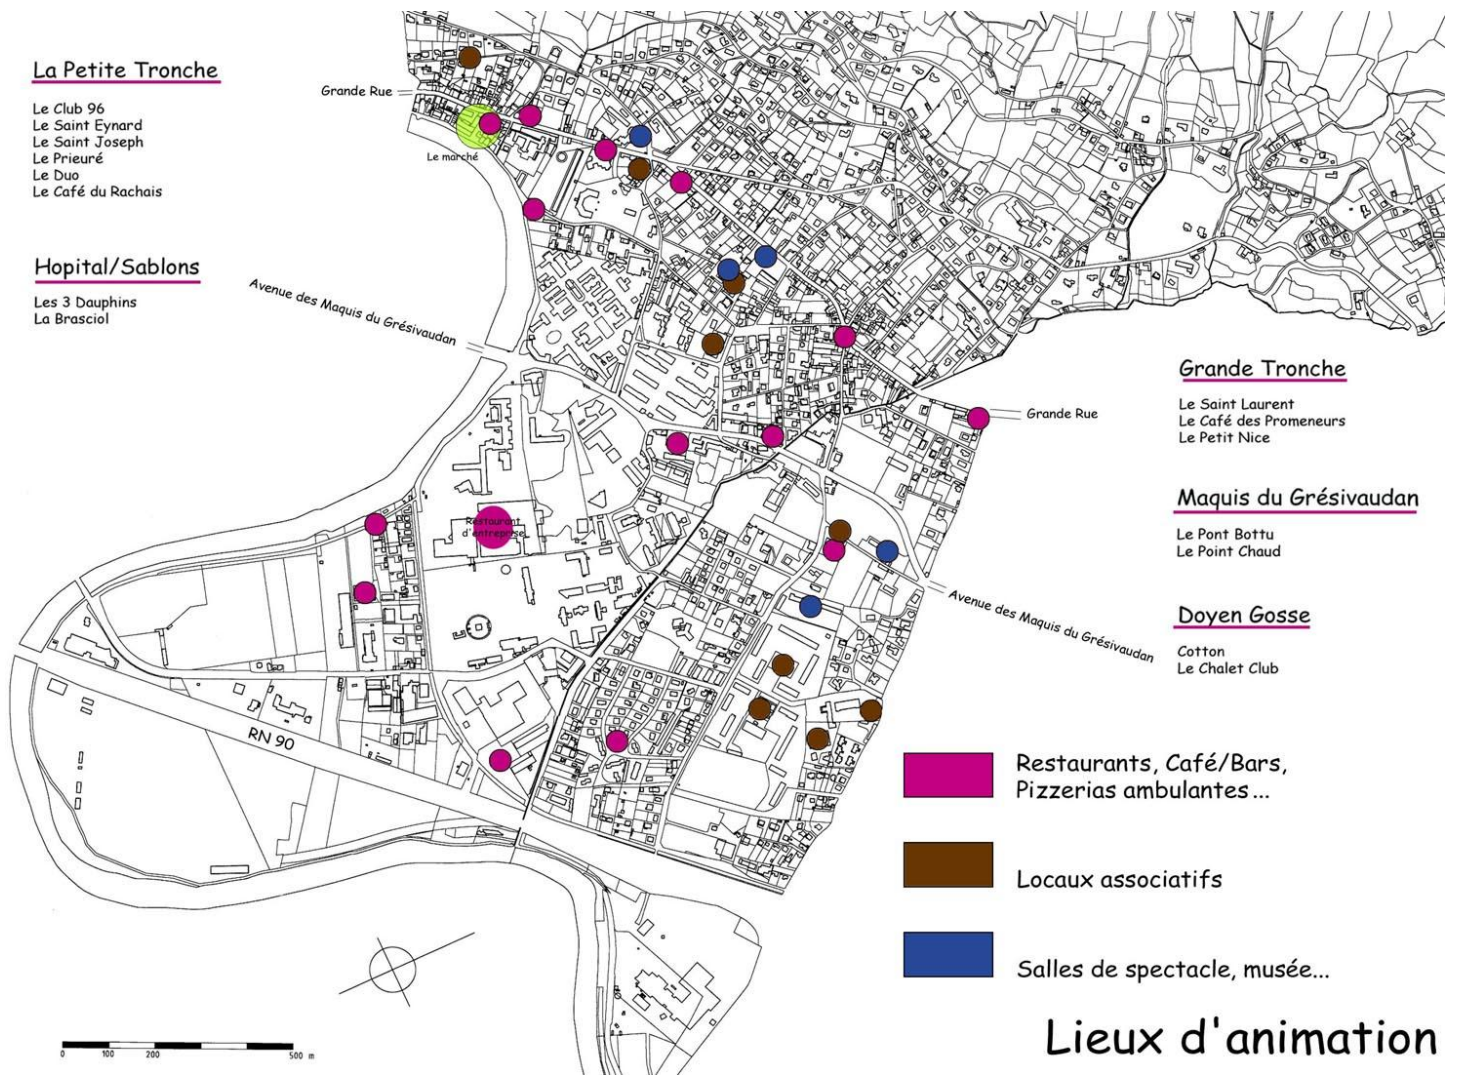 La Petite Tronche
Le Club 96
Le Saint Eynard
Le Saint Joseph
Le Prieuré
Le Duo
Le Café du Rachais
Hopital/Sablons
Les 3 Dauphins
La Brasciol
Grande Rue
Le marché
Avenue des Maquis du Grésivaudan
Restaurant
d'entreprise
RN 90
Grande Rue
Avenue des Maquis du Grésivaudan
Grande Tronche
Le Saint Laurent
Le Café des Promeneurs
Le Petit Nice
Maquis du Grésivaudan
Le Pont Bottu
Le Point Chaud
Doyen Gosse
Cotton
Le Chalet Club
Restaurants, Café/Bars,
Pizzerias ambulantes...
Locaux associatifs
Salles de spectacle, musée...
Lieux d'animation
0 100 200 500 m